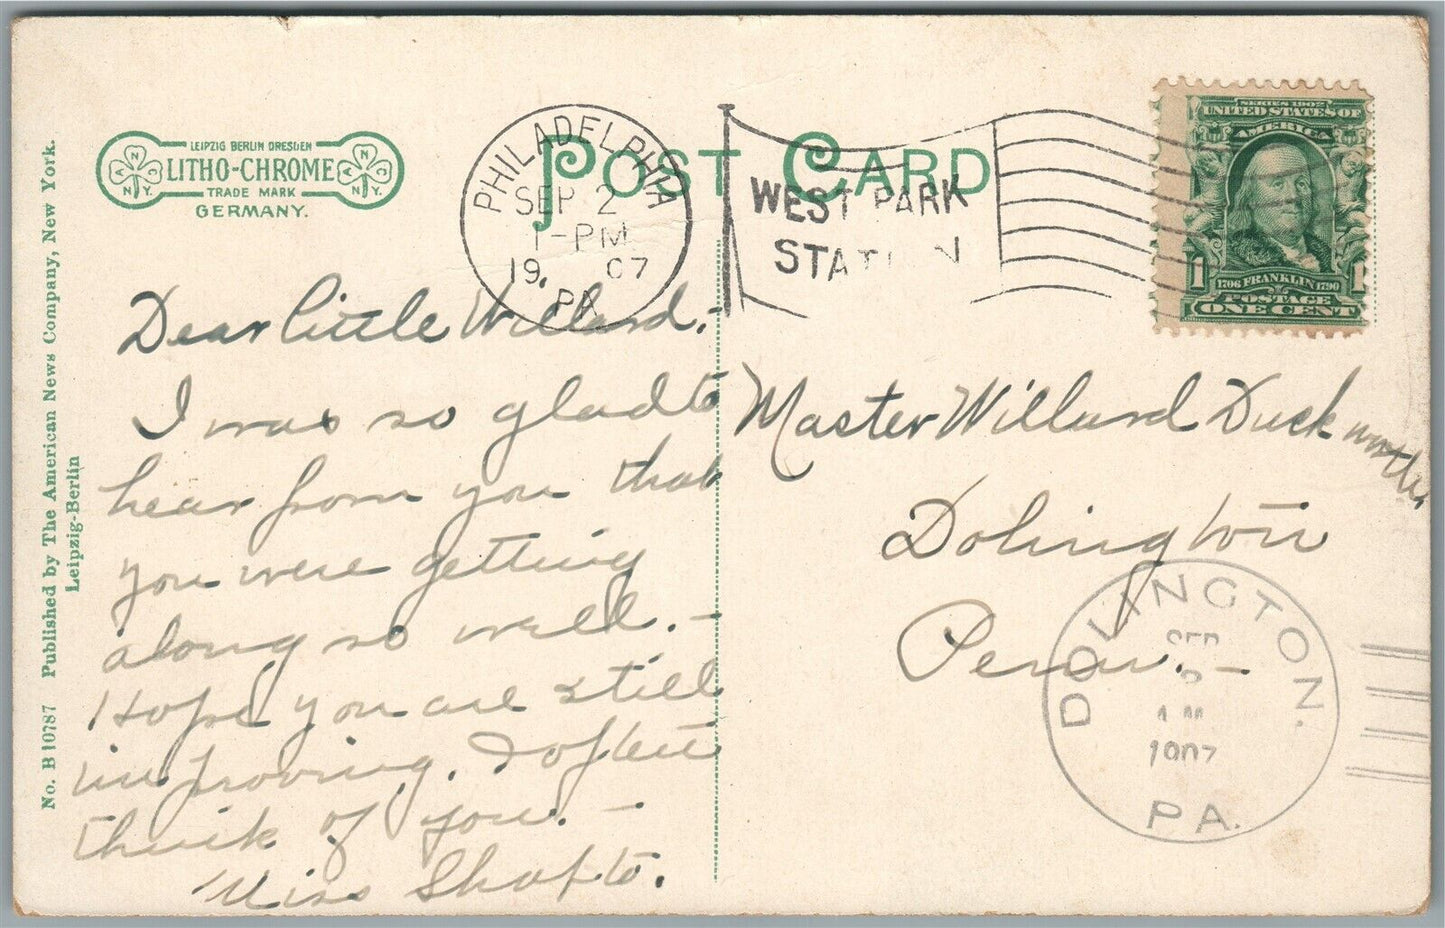 No. B 10787 Published by The American News Company, New York.
Leipzig-Berlin
LEIPZIG BERLIN DRESDEN
LITHO-CHROME
TRADE MARK
GERMANY.
N
A C
N.Y.
N
A C
N.Y.
POST CARD
PHILADELPHIA
SEP 2
1-PM
19 07
PA
WEST PARK
STATION
SERIES 1902
UNITED STATES OF
AMERICA
1 1
1706 FRANKLIN 1790
POSTAGE
ONE CENT
Dear little Willard.-
I was so glad to
hear from you that
you were getting
along so well.-
Hope you are still
improving. I often
think of you.-
Miss Shafto.
Master Willard Duckworth,
Dolington
Penn.-
DOLINGTON.
SEP
1907
PA.